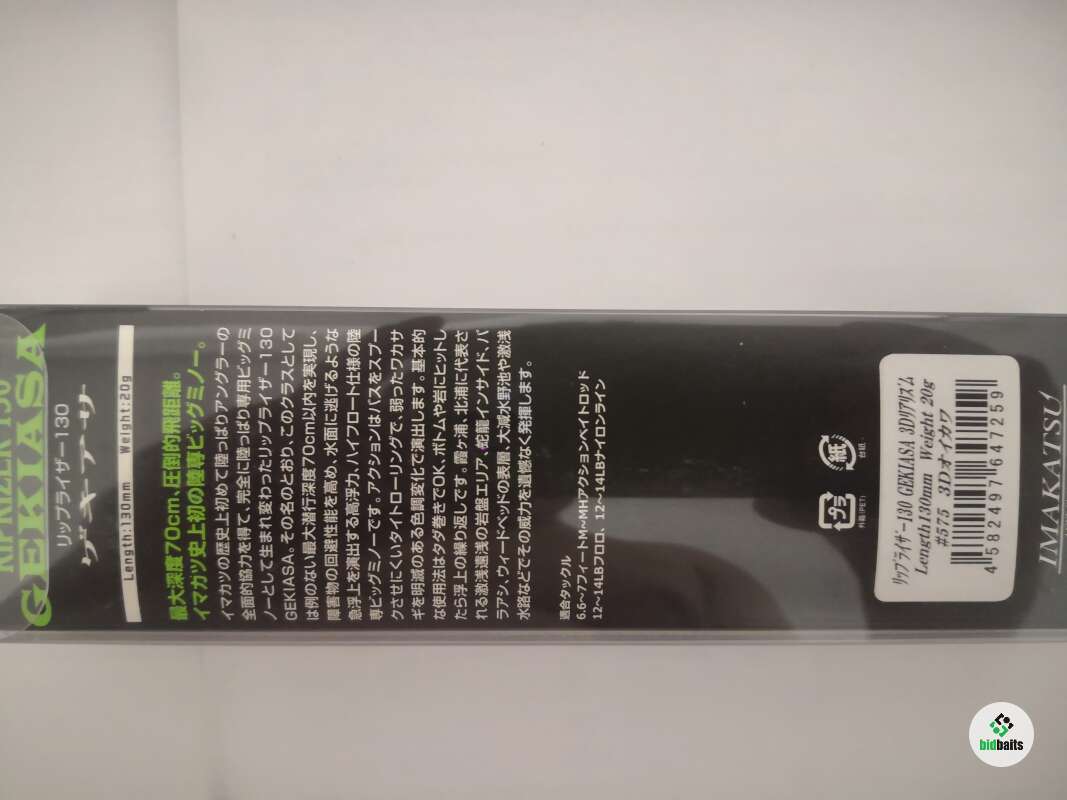 RIPRIZER 130
GEKIASA
リップライザー130
ゲキアサ
Length:130mm Weight:20g
最大深度70cm、圧倒的飛距離。
イマカツ史上初の陸専ビッグミノー。
イマカツの歴史上初めて陸っぱりアングラーの
全面的協力を得て、完全に陸っぱり専用ビッグミ
ノーとして生まれ変わったリップライザー130
GEKIASA。その名のとおり、このクラスとして
は例のない最大潜行深度70cm以内を実現し、
障害物の回避性能を高め、水面に逃げるような
急浮上を演出する高浮力、ハイフロート仕様の陸
専ビッグミノーです。アクションはバスをスプー
クさせにくいタイトローリングで、弱ったワカサ
ギを明滅のある色調変化で演出します。基本的
な使用法はタダ巻きでOK、ボトムや岩にヒットし
たら浮上の繰り返しです。霞ヶ浦、北浦に代表さ
れる激浅遠浅の岩盤エリア、蛇籠インサイド、バ
ラアシ、ウィードベッドの表層、大減水野池や激浅
水路などでその威力を遺憾なく発揮します。
適合タックル
6.6~7フィートM~MHアクションベイトロッド
12~14LBフロロ、12~14LBナイロンライン
プラ
外箱:PET
紙
台紙
リップライザー130 GEKIASA 3Dリアリズム
Length130mm Weight 20g
#575 3Dオイカワ
4 582497 647259
IMAKATSU
bidbaits